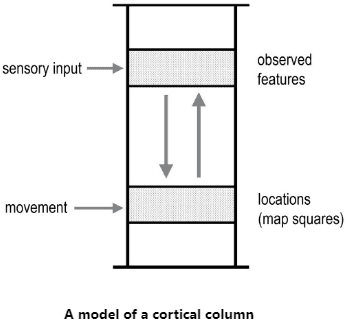 sensory input
observed
features
movement
locations
(map squares)
A model of a cortical column